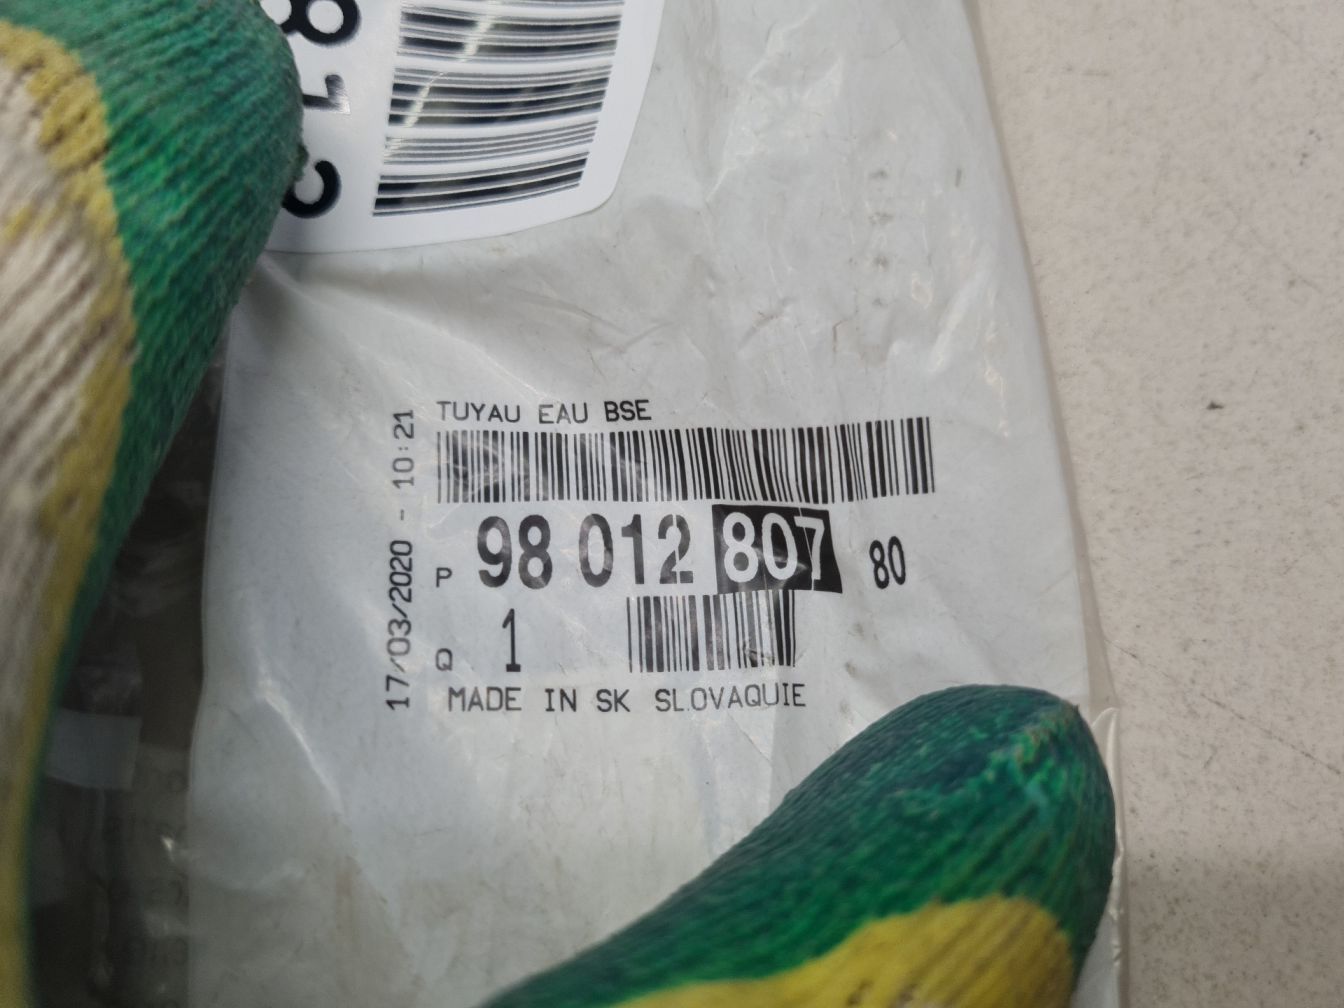 TUYAU EAU BSE
P 98 012 807 80
Q 1
MADE IN SK SLOVAQUIE
17/03/2020 - 10:21